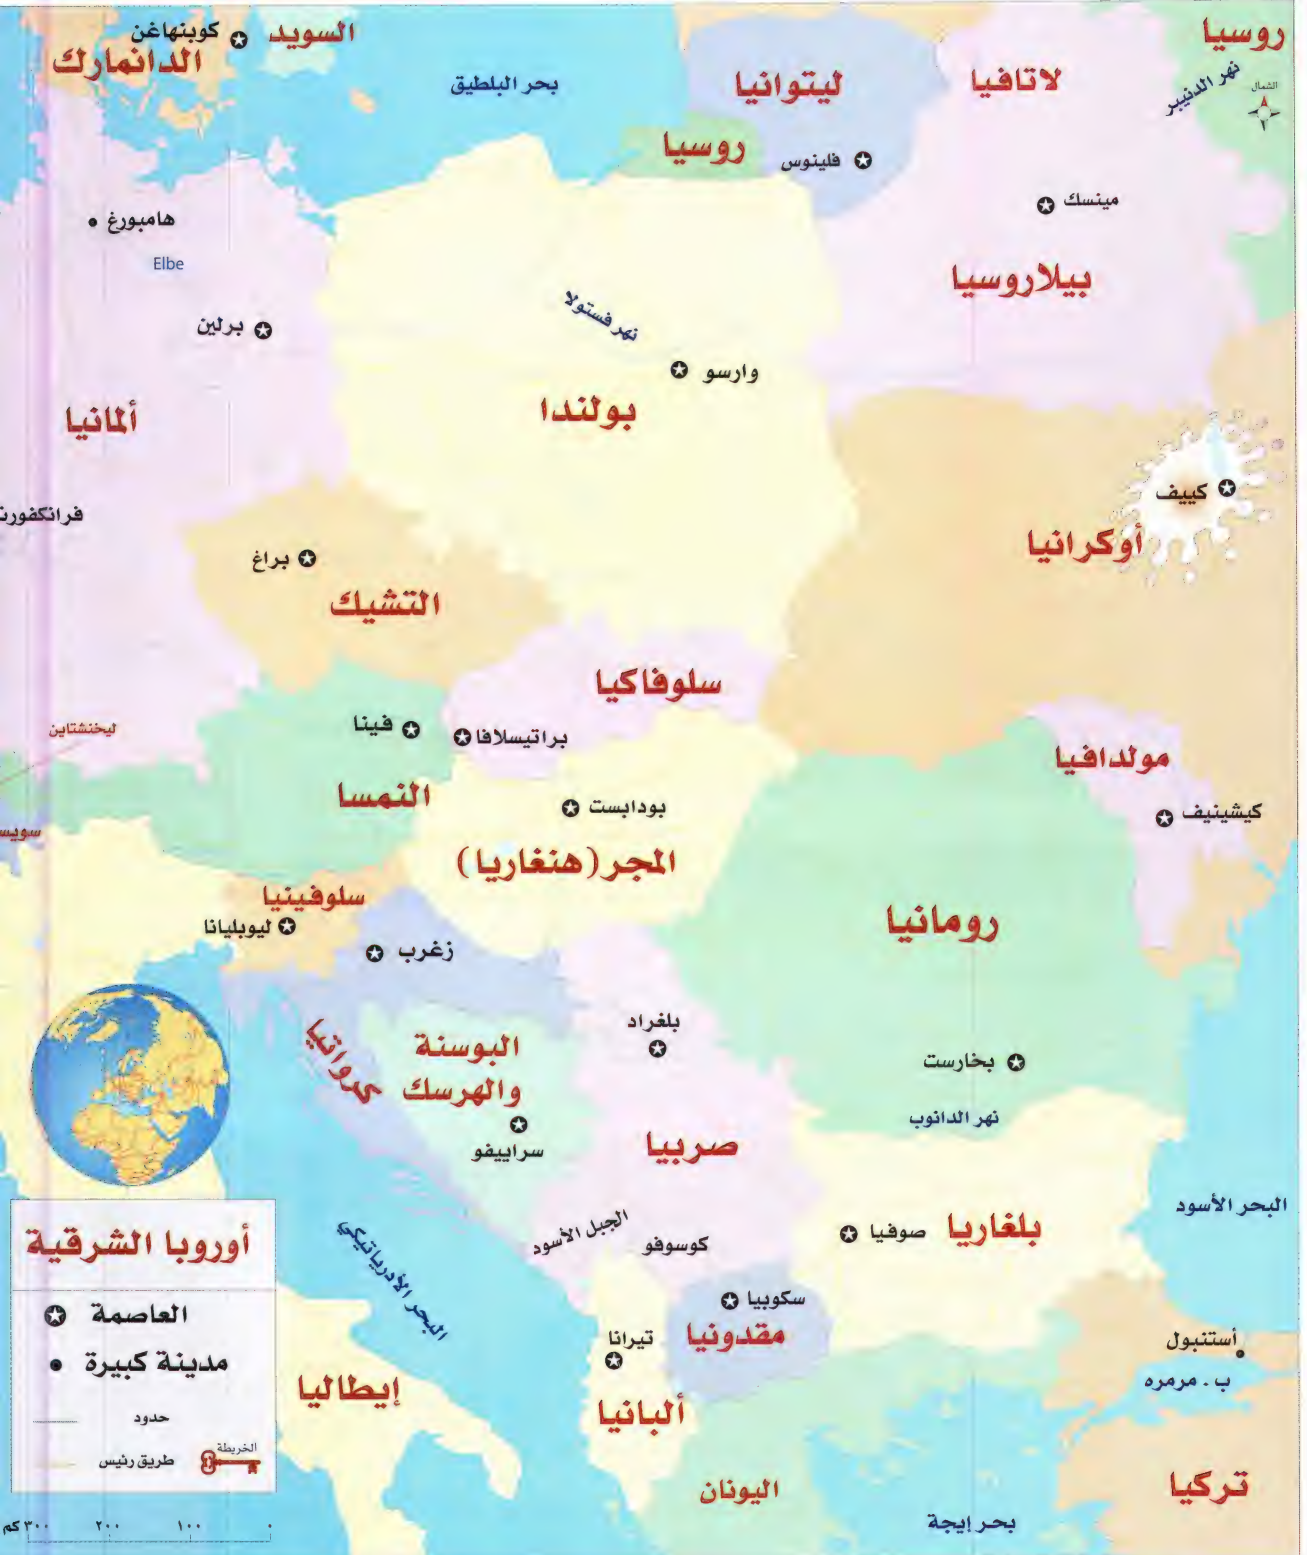 روسيا
السويد
كوبنهاغن
الدانمارك
نهر الدنيبر
الشمال
لاتافيا
ليتوانيا
بحر البلطيق
روسيا
فلينوس
مينسك
هامبورغ
Elbe
بيلاروسيا
نهر فستولا
برلين
وارسو
بولندا
ألمانيا
كييف
فرانكفورت
أوكرانيا
براغ
التشيك
سلوفاكيا
فينا
براتيسلافا
ليختشتاين
مولدافيا
النمسا
بودابست
كيشينيف
سويس
المجر (هنغاريا)
سلوفينيا
رومانيا
ليوبليانا
زغرب
بلغراد
كرواتيا
البوسنة
والهرسك
بخارست
نهر الدانوب
سراييفو
صربيا
البحر الأسود
الجبل الأسود
كوسوفو
صوفيا
بلغاريا
البحر الأدرياتيكي
سكوبيا
مقدونيا
تيرانا
أستنبول
ب . مرمره
إيطاليا
ألبانيا
اليونان
تركيا
بحر إيجة
أوروبا الشرقية
العاصمة
مدينة كبيرة
حدود
طريق رئيس
الخريطة
٣٠٠ كم
٢٠٠
١٠٠
٠